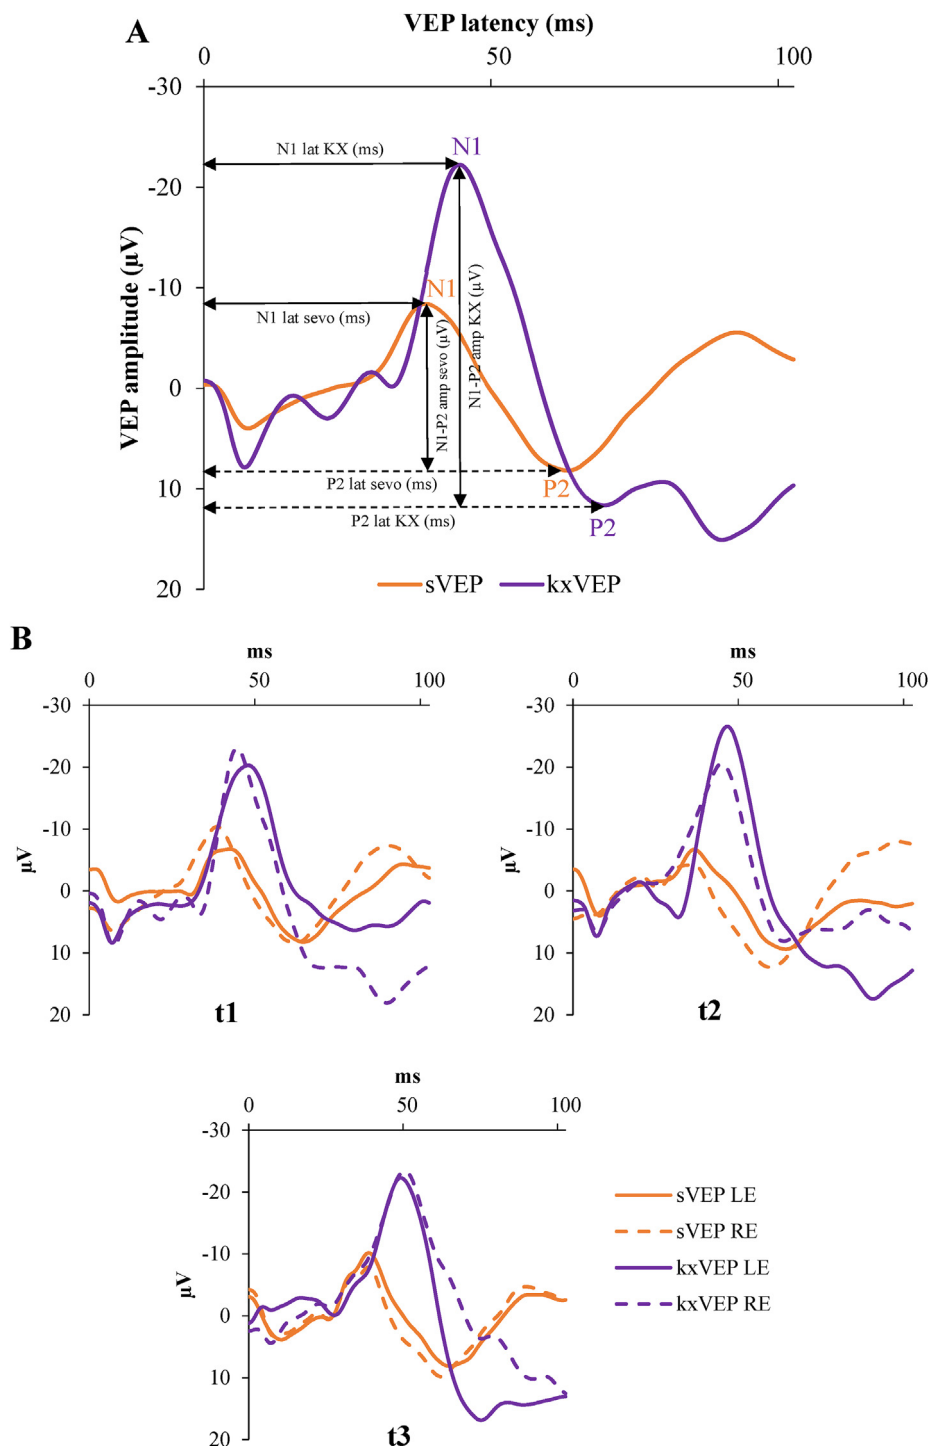 A
VEP latency (ms)
0 50 100
-30
-20
-10
0
10
20
VEP amplitude (µV)
N1 lat KX (ms)
N1
N1 lat sevo (ms)
N1
N1-P2 amp sevo (µV)
N1-P2 amp KX (µV)
P2 lat sevo (ms)
P2
P2 lat KX (ms)
P2
sVEP kxVEP
B
ms
0 50 100
-30
-20
-10
0
10
20
µV
t1
ms
0 50 100
-30
-20
-10
0
10
20
µV
t2
ms
0 50 100
-30
-20
-10
0
10
20
µV
t3
sVEP LE
sVEP RE
kxVEP LE
kxVEP RE